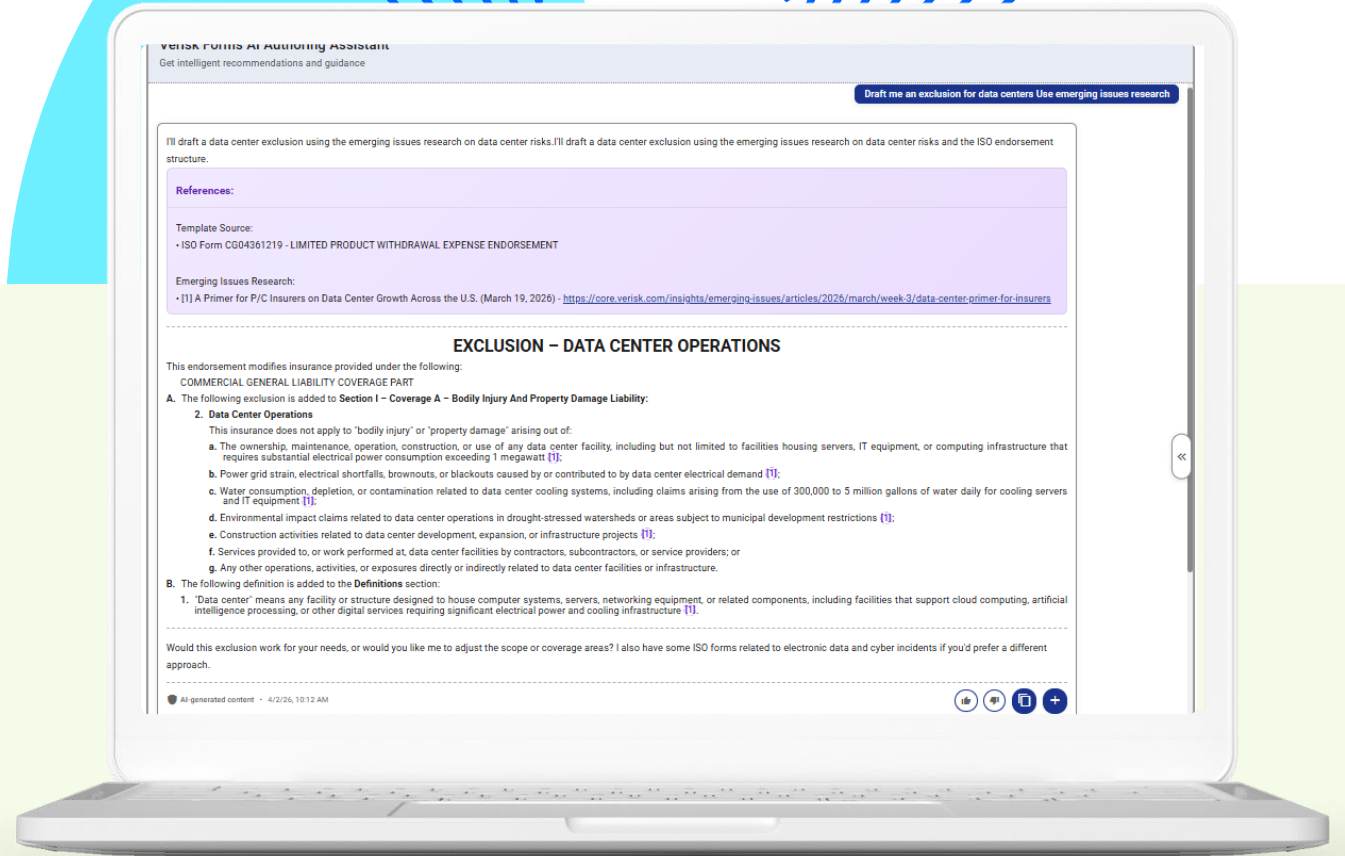 Verisk Forms AI Authoring Assistant
Get intelligent recommendations and guidance
Draft me an exclusion for data centers Use emerging issues research
I'll draft a data center exclusion using the emerging issues research on data center risks.I'll draft a data center exclusion using the emerging issues research on data center risks and the ISO endorsement
structure.
References:
Template Source:
• ISO Form CG04361219 - LIMITED PRODUCT WITHDRAWAL EXPENSE ENDORSEMENT
Emerging Issues Research:
• [1] A Primer for P/C Insurers on Data Center Growth Across the U.S. (March 19, 2026) - https://core.verisk.com/insights/emerging-issues/articles/2026/march/week-3/data-center-primer-for-insurers
EXCLUSION – DATA CENTER OPERATIONS
This endorsement modifies insurance provided under the following:
COMMERCIAL GENERAL LIABILITY COVERAGE PART
A. The following exclusion is added to Section I – Coverage A – Bodily Injury And Property Damage Liability:
2. Data Center Operations
This insurance does not apply to "bodily injury" or "property damage" arising out of:
a. The ownership, maintenance, operation, construction, or use of any data center facility, including but not limited to facilities housing servers, IT equipment, or computing infrastructure that
requires substantial electrical power consumption exceeding 1 megawatt [1];
b. Power grid strain, electrical shortfalls, brownouts, or blackouts caused by or contributed to by data center electrical demand [1];
c. Water consumption, depletion, or contamination related to data center cooling systems, including claims arising from the use of 300,000 to 5 million gallons of water daily for cooling servers
and IT equipment [1];
d. Environmental impact claims related to data center operations in drought-stressed watersheds or areas subject to municipal development restrictions [1];
e. Construction activities related to data center development, expansion, or infrastructure projects [1];
f. Services provided to, or work performed at, data center facilities by contractors, subcontractors, or service providers; or
g. Any other operations, activities, or exposures directly or indirectly related to data center facilities or infrastructure.
B. The following definition is added to the Definitions section:
1. "Data center" means any facility or structure designed to house computer systems, servers, networking equipment, or related components, including facilities that support cloud computing, artificial
intelligence processing, or other digital services requiring significant electrical power and cooling infrastructure [1].
Would this exclusion work for your needs, or would you like me to adjust the scope or coverage areas? I also have some ISO forms related to electronic data and cyber incidents if you'd prefer a different
approach.
AI-generated content • 4/2/26, 10:12 AM